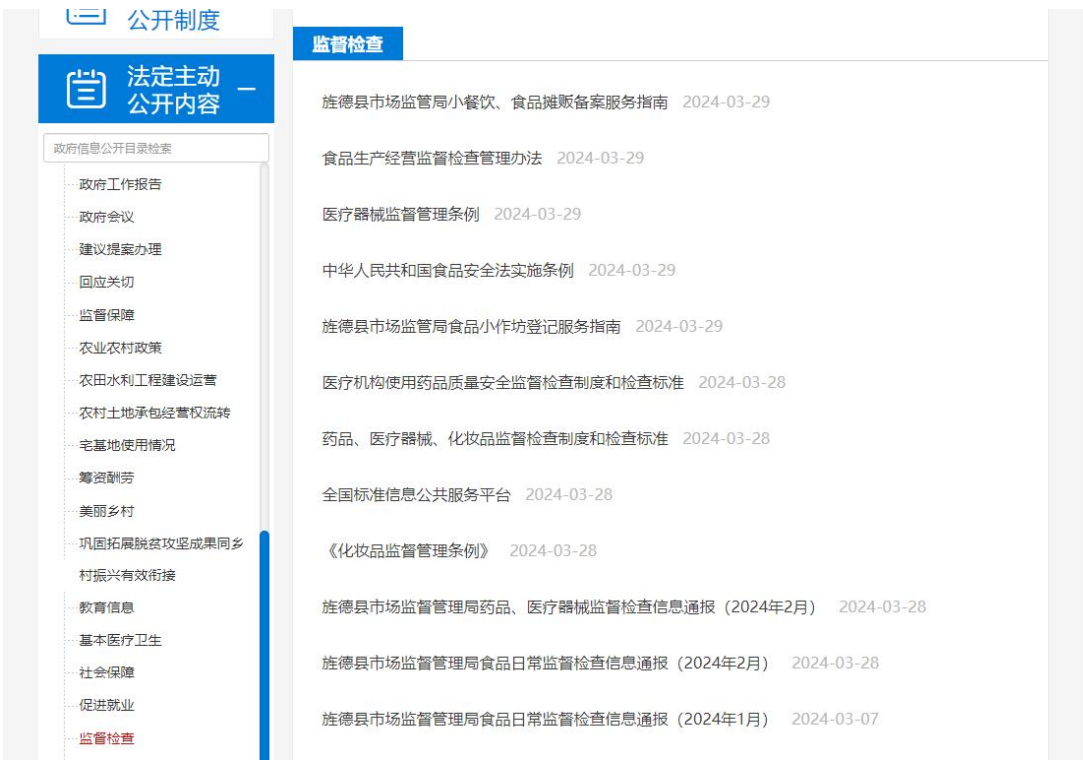 公开制度
法定主动
公开内容
政府信息公开目录检索
政府工作报告
政府会议
建议提案办理
回应关切
监督保障
农业农村政策
农田水利工程建设运营
农村土地承包经营权流转
宅基地使用情况
筹资酬劳
美丽乡村
巩固拓展脱贫攻坚成果同乡
村振兴有效衔接
教育信息
基本医疗卫生
社会保障
促进就业
监督检查
监督检查
旌德县市场监管局小餐饮、食品摊贩备案服务指南 2024-03-29
食品生产经营监督检查管理办法 2024-03-29
医疗器械监督管理条例 2024-03-29
中华人民共和国食品安全法实施条例 2024-03-29
旌德县市场监管局食品小作坊登记服务指南 2024-03-29
医疗机构使用药品质量安全监督检查制度和检查标准 2024-03-28
药品、医疗器械、化妆品监督检查制度和检查标准 2024-03-28
全国标准信息公共服务平台 2024-03-28
《化妆品监督管理条例》 2024-03-28
旌德县市场监督管理局药品、医疗器械监督检查信息通报（2024年2月） 2024-03-28
旌德县市场监督管理局食品日常监督检查信息通报（2024年2月） 2024-03-28
旌德县市场监督管理局食品日常监督检查信息通报（2024年1月） 2024-03-07